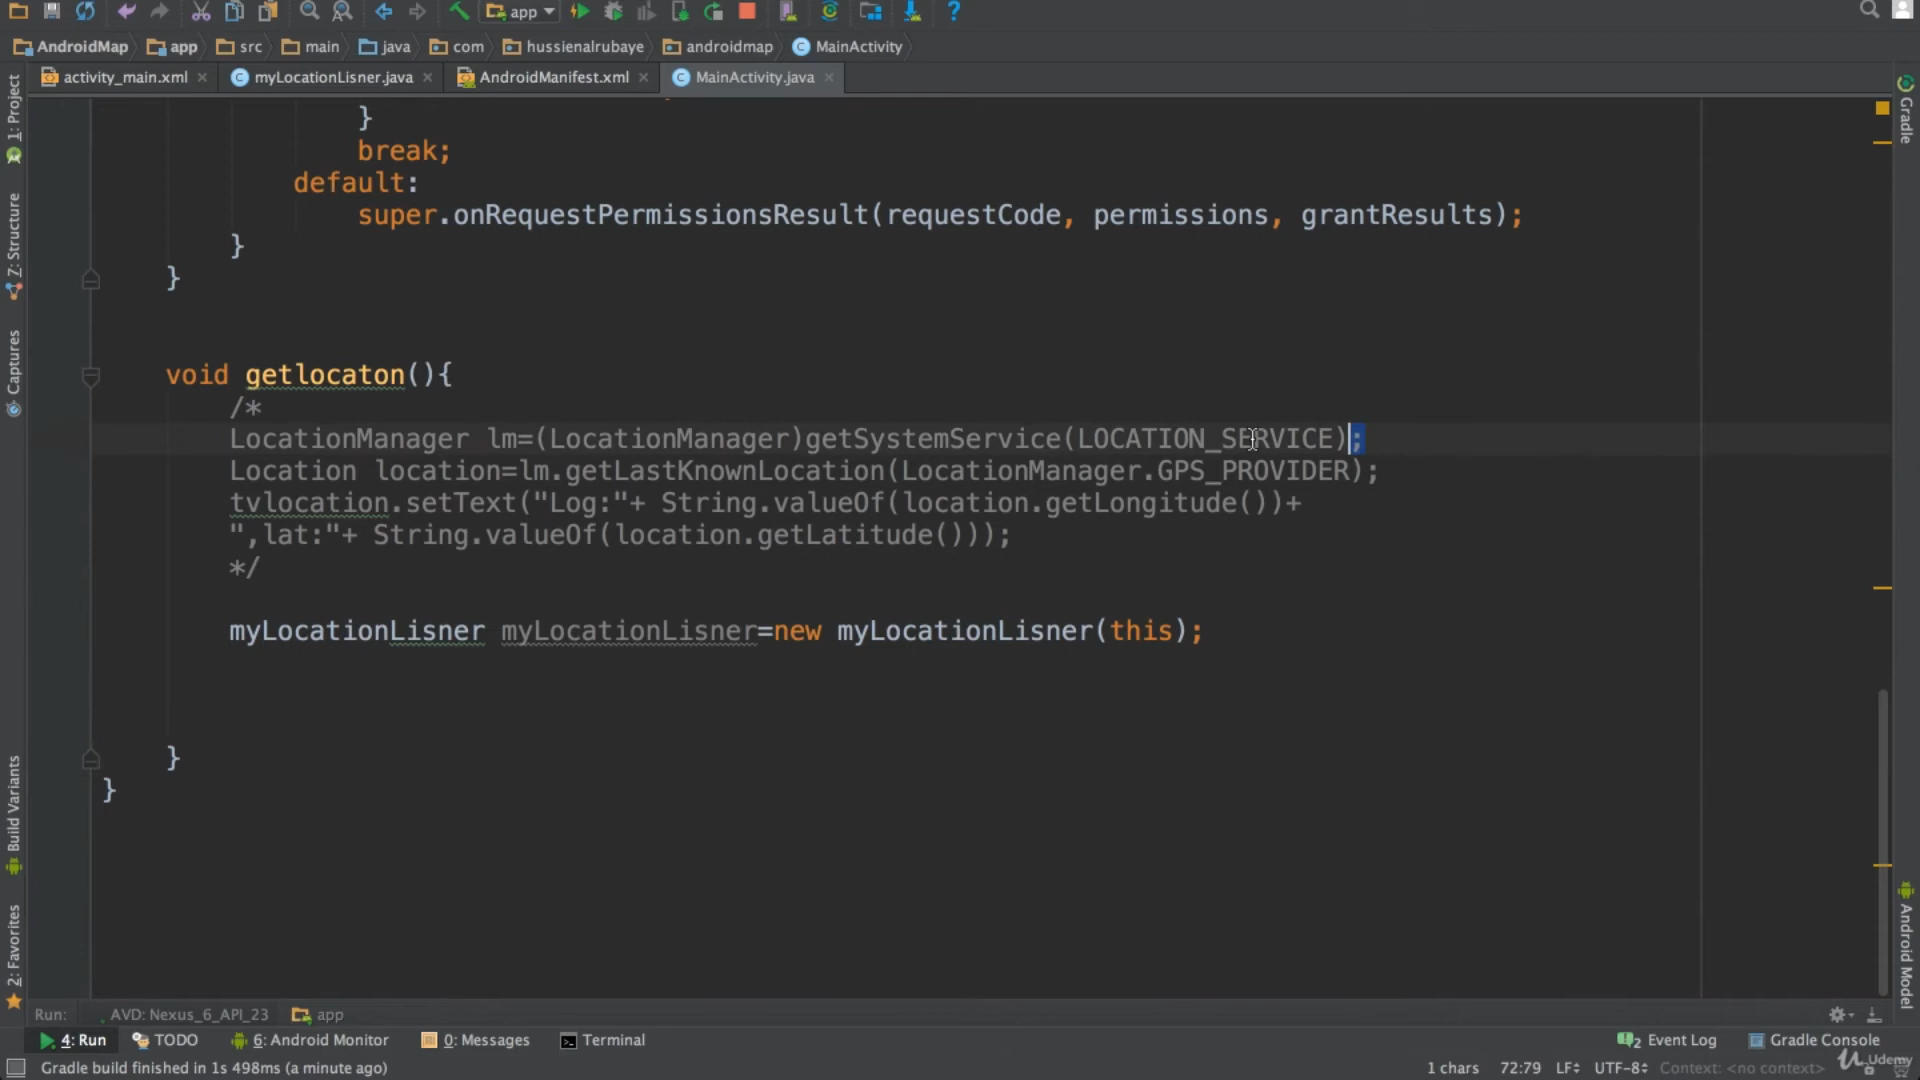 app
AndroidMap app src main java com hussienalrubaye androidmap MainActivity
activity_main.xml myLocationLisner.java AndroidManifest.xml MainActivity.java
1: Project
Z: Structure
Captures
Build Variants
2: Favorites
Gradle
Android Model
}
break;
default:
super.onRequestPermissionsResult(requestCode, permissions, grantResults);
}
}
void getlocaton(){
/*
LocationManager lm=(LocationManager)getSystemService(LOCATION_SERVICE);
Location location=lm.getLastKnownLocation(LocationManager.GPS_PROVIDER);
tvlocation.setText("Log:"+ String.valueOf(location.getLongitude())+
",lat:"+ String.valueOf(location.getLatitude()));
*/
myLocationLisner myLocationLisner=new myLocationLisner(this);
}
}
Run: AVD: Nexus_6_API_23 app
4: Run TODO 6: Android Monitor 0: Messages Terminal 2 Event Log Gradle Console
Gradle build finished in 1s 498ms (a minute ago) 1 chars 72:79 LF UTF-8 Context: <no context>
Udemy